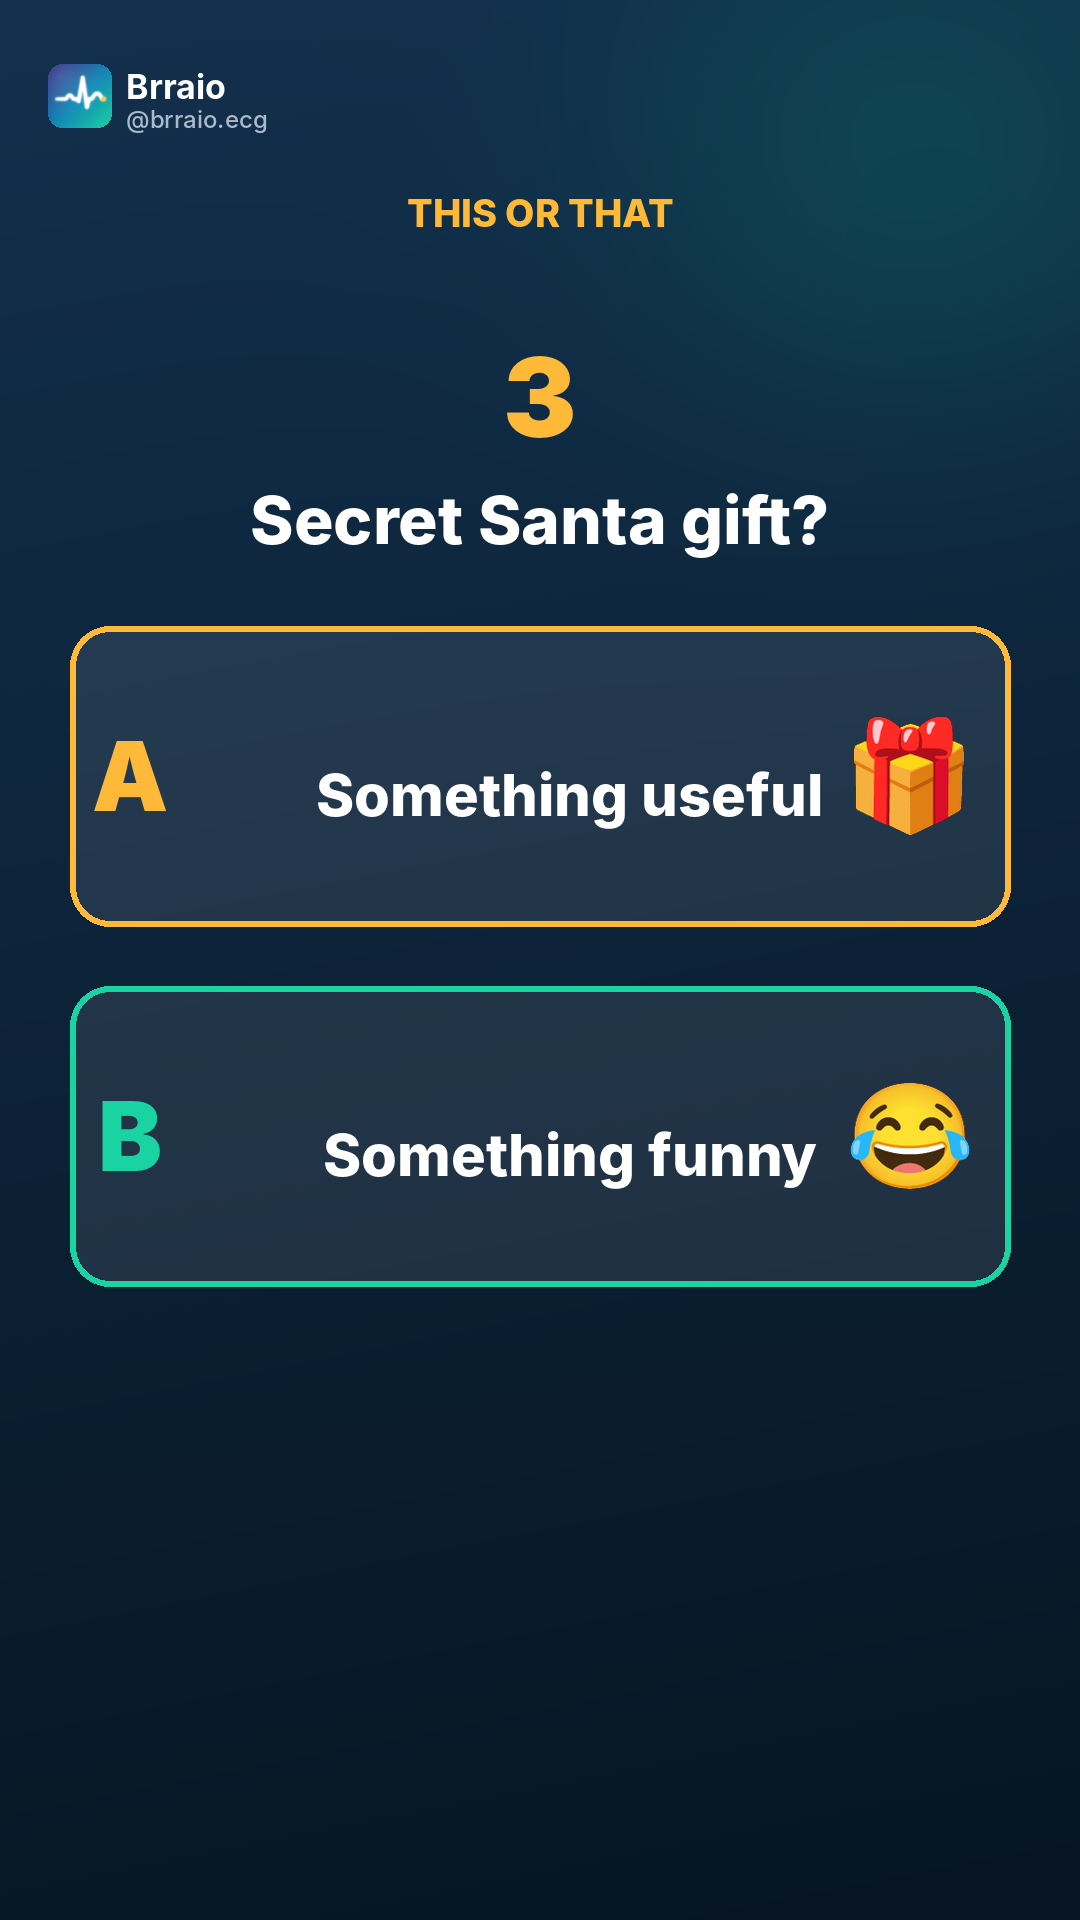 Brraio
@brraio.ecg
THIS OR THAT
3
Secret Santa gift?
A
Something useful
B
Something funny